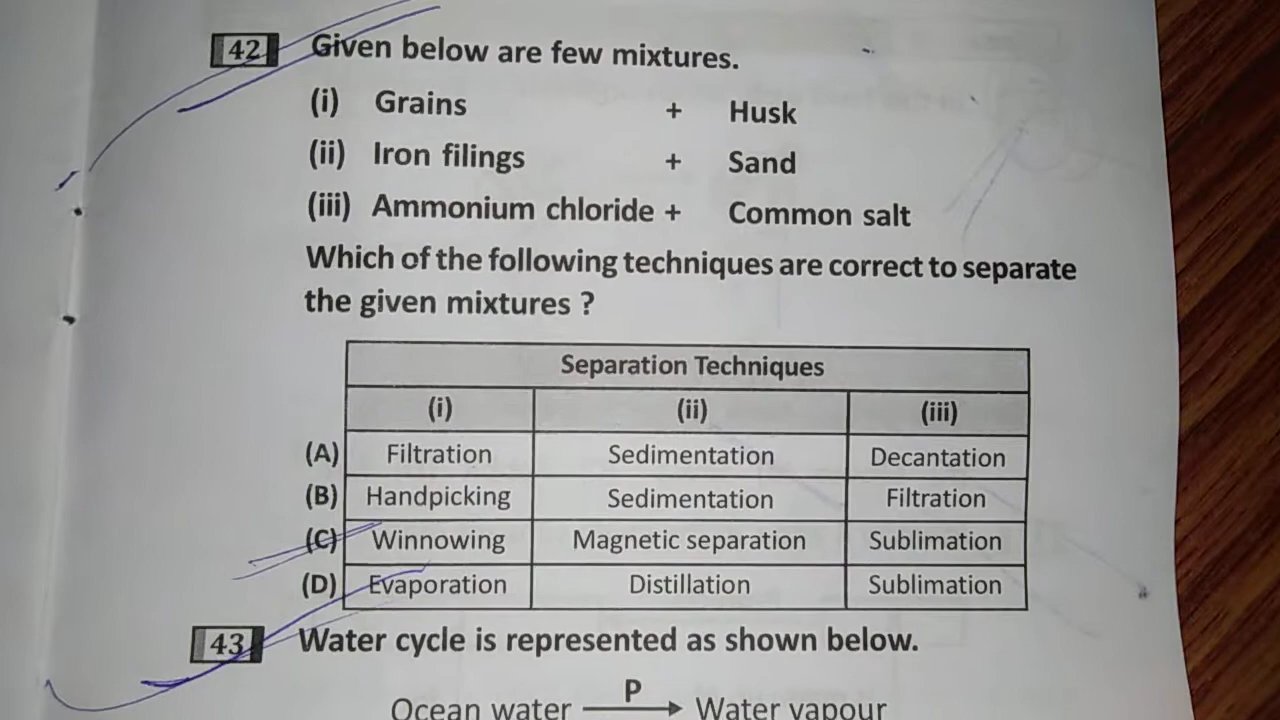 42 Given below are few mixtures.
(i) Grains + Husk
(ii) Iron filings + Sand
(iii) Ammonium chloride + Common salt
Which of the following techniques are correct to separate
the given mixtures ?
Separation Techniques
(i) (ii) (iii)
(A) Filtration Sedimentation Decantation
(B) Handpicking Sedimentation Filtration
(C) Winnowing Magnetic separation Sublimation
(D) Evaporation Distillation Sublimation
43 Water cycle is represented as shown below.
P
Ocean water → Water vapour